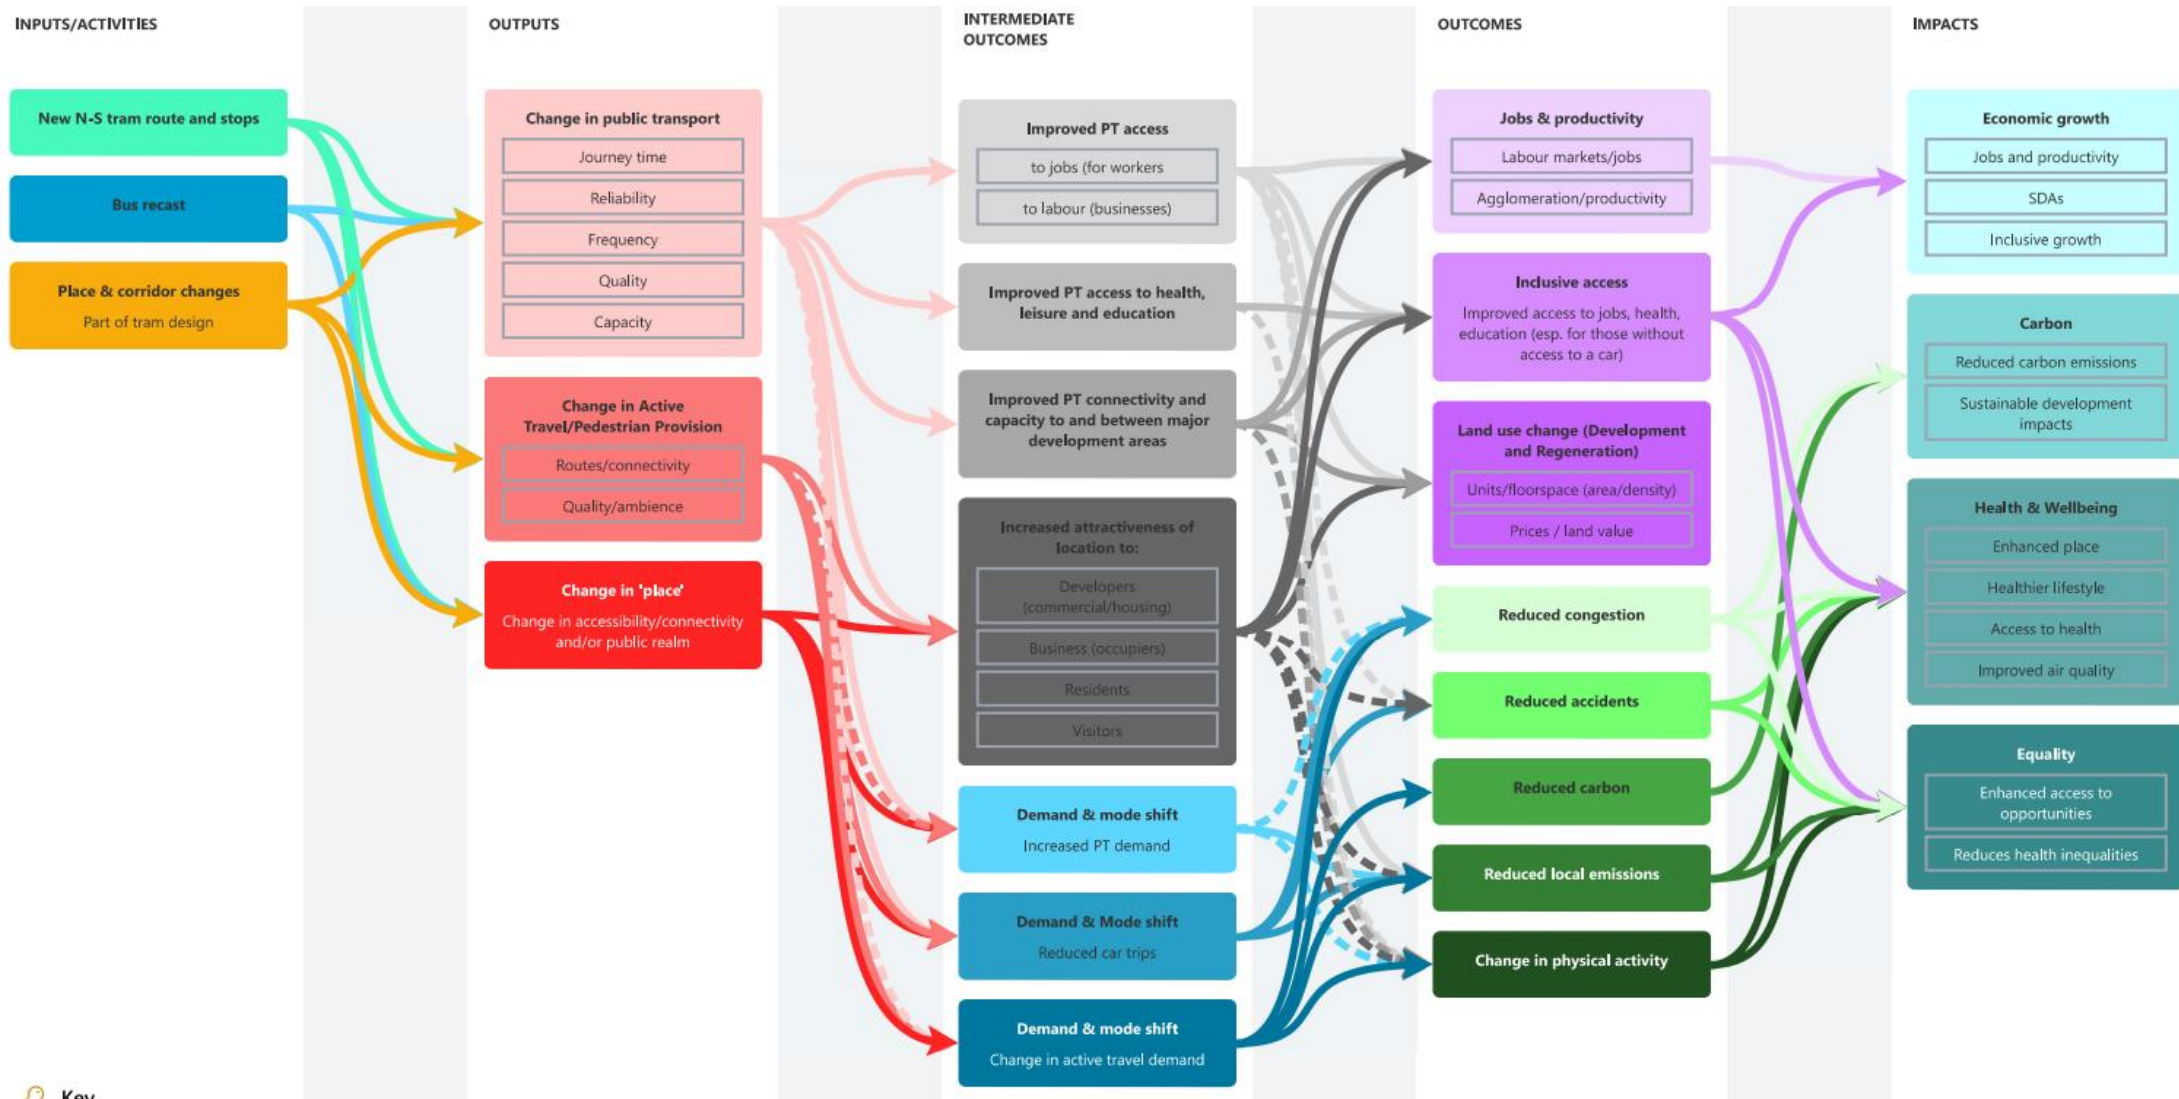 INPUTS/ACTIVITIES
New N-S tram route and stops
Bus recast
Place & corridor changes
Part of tram design
OUTPUTS
Change in public transport
Journey time
Reliability
Frequency
Quality
Capacity
Change in Active
Travel/Pedestrian Provision
Routes/connectivity
Quality/ambience
Change in 'place'
Change in accessibility/connectivity
and/or public realm
INTERMEDIATE
OUTCOMES
Improved PT access
to jobs (for workers
to labour (businesses)
Improved PT access to health,
leisure and education
Improved PT connectivity and
capacity to and between major
development areas
Increased attractiveness of
location to:
Developers
(commercial/housing)
Business (occupiers)
Residents
Visitors
Demand & mode shift
Increased PT demand
Demand & Mode shift
Reduced car trips
Demand & mode shift
Change in active travel demand
OUTCOMES
Jobs & productivity
Labour markets/jobs
Agglomeration/productivity
Inclusive access
Improved access to jobs, health,
education (esp. for those without
access to a car)
Land use change (Development
and Regeneration)
Units/floorspace (area/density)
Prices / land value
Reduced congestion
Reduced accidents
Reduced carbon
Reduced local emissions
Change in physical activity
IMPACTS
Economic growth
Jobs and productivity
SDAs
Inclusive growth
Carbon
Reduced carbon emissions
Sustainable development
impacts
Health & Wellbeing
Enhanced place
Healthier lifestyle
Access to health
Improved air quality
Equality
Enhanced access to
opportunities
Reduces health inequalities
Key